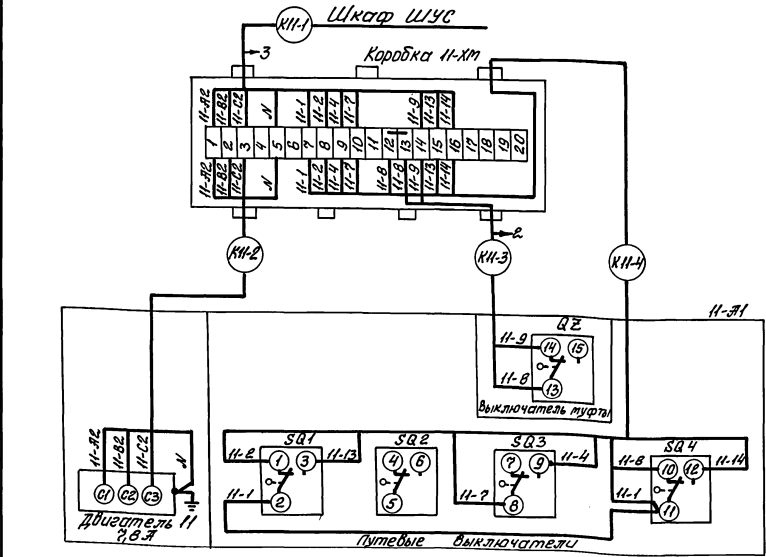 К11-1 Шкаф ШУС
3
Коробка 11-ХМ
11-А2 11-В2 11-С2 N 11-1 11-2 11-4 11-7 11-9 11-13 11-14
1 2 3 4 5 6 7 8 9 10 11 12 13 14 15 16 17 18 19 20
11-А2 11-В2 11-С2 N 11-1 11-2 11-4 11-7 11-8 11-8 11-9 11-13 11-14
2
К11-2 К11-3 К11-4
11-А1
QZ
11-9 14 15
11-8 13
Выключатель муфты
SQ1 SQ2 SQ3 SQ4
11-А2 11-В2 11-С2 N
11-2 1 3 11-13 4 6 7 9 11-4 11-8 10 12 11-14
11-1 2 5 11-7 8 11-1 11
С1 С2 С3
Двигатель 11
7,8 А
Путевые выключатели